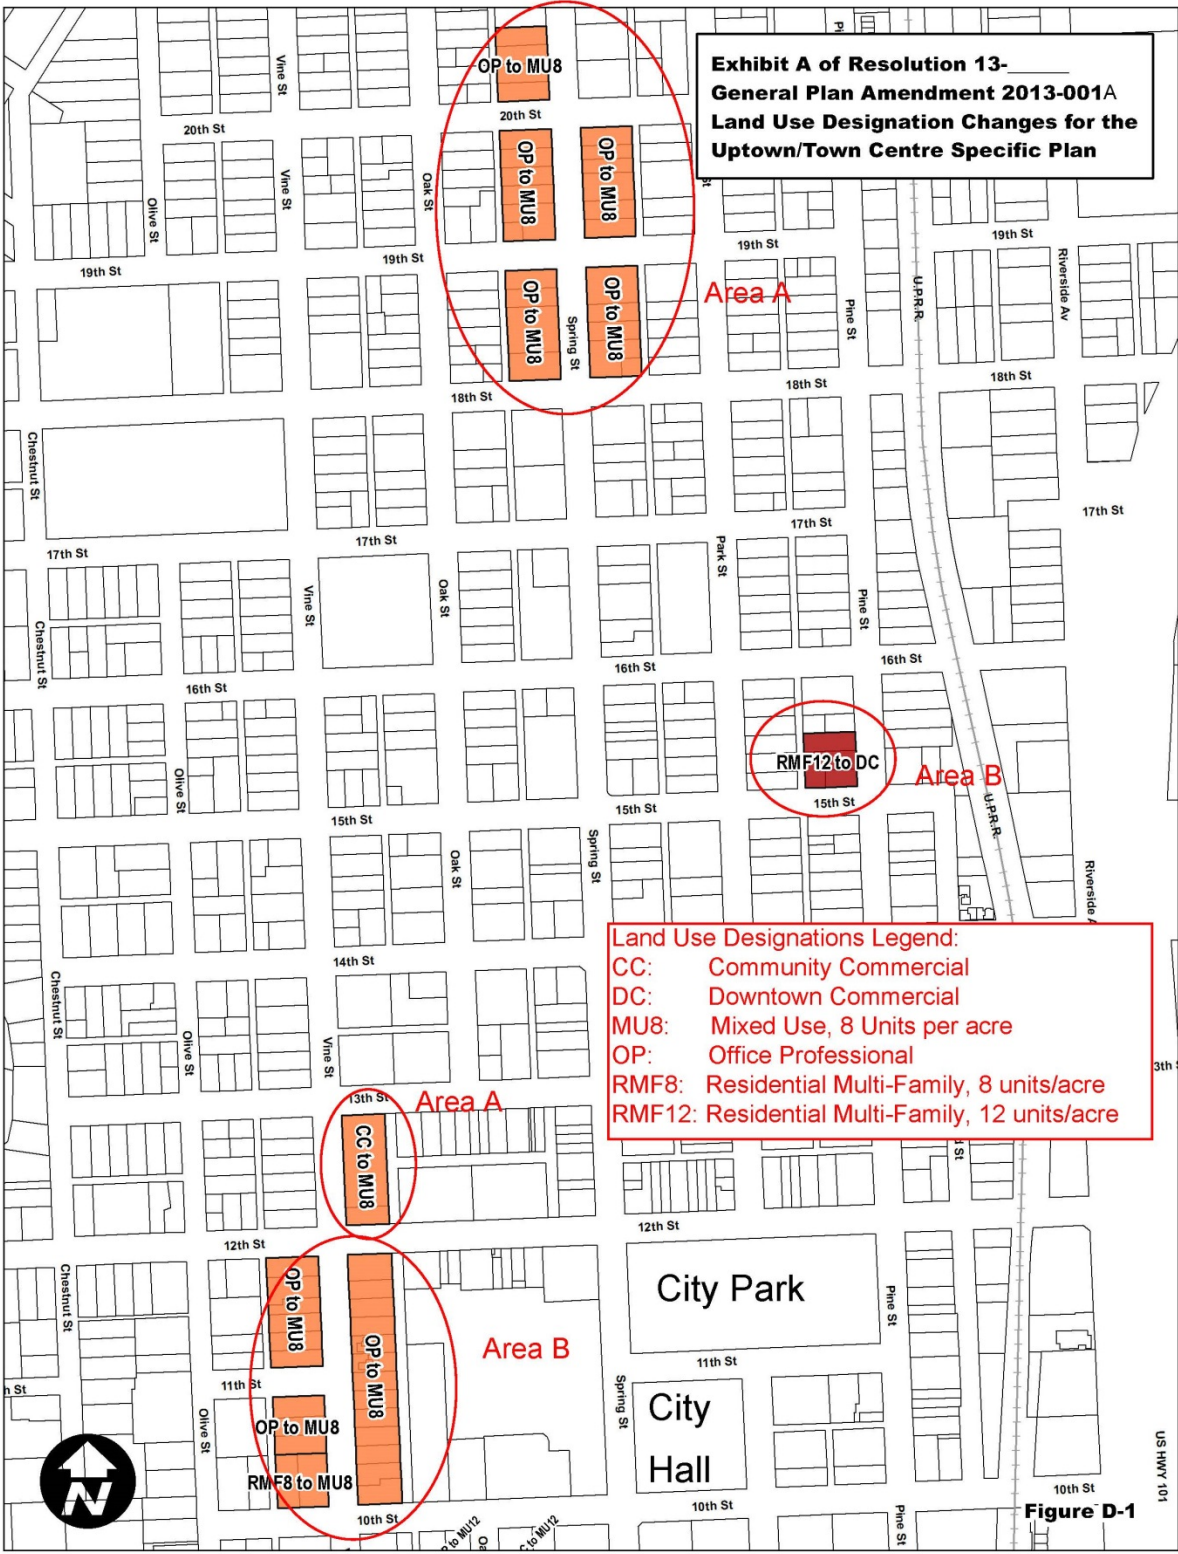 Exhibit A of Resolution 13-______
General Plan Amendment 2013-001A
Land Use Designation Changes for the
Uptown/Town Centre Specific Plan
OP to MU8
Vine St
20th St
20th St
OP to MU8
OP to MU8
Vine St
Oak St
Olive St
19th St
19th St
19th St
19th St
Riverside Av
U.P.R.R.
Area A
OP to MU8
OP to MU8
Spring St
Pine St
18th St
18th St
18th St
Chestnut St
17th St
17th St
17th St
17th St
Park St
Vine St
Oak St
Pine St
Chestnut St
16th St
16th St
16th St
RMF12 to DC
Area B
Olive St
15th St
15th St
15th St
U.P.R.R.
Oak St
Spring St
Riverside A
14th St
Land Use Designations Legend:
CC: Community Commercial
DC: Downtown Commercial
MU8: Mixed Use, 8 Units per acre
OP: Office Professional
RMF8: Residential Multi-Family, 8 units/acre
RMF12: Residential Multi-Family, 12 units/acre
Chestnut St
Olive St
Vine St
3th S
13th St
Area A
CC to MU8
St
12th St
12th St
Chestnut St
OP to MU8
OP to MU8
City Park
Pine St
Area B
11th St
11th St
h St
Olive St
Spring St
City
Hall
OP to MU8
RMF8 to MU8
N
10th St
10th St
10th St
US HWY 101
Pine St
Figure D-1
to MU12
to MU12